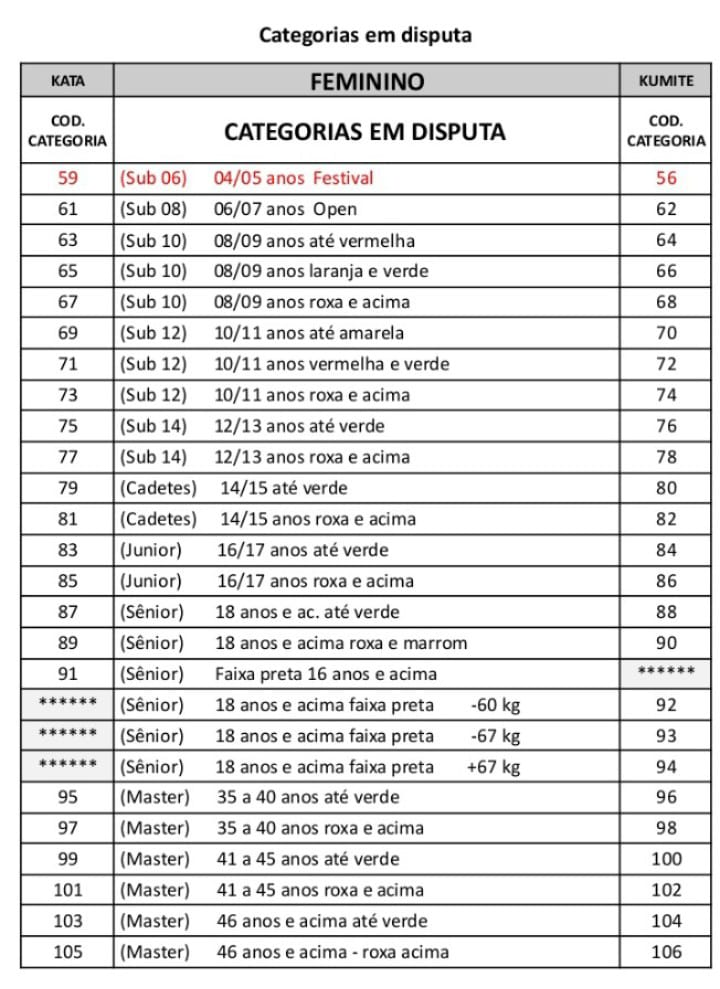 Categorias em disputa
KATA FEMININO KUMITE
COD. CATEGORIA CATEGORIAS EM DISPUTA COD. CATEGORIA
59 (Sub 06) 04/05 anos Festival 56
61 (Sub 08) 06/07 anos Open 62
63 (Sub 10) 08/09 anos até vermelha 64
65 (Sub 10) 08/09 anos laranja e verde 66
67 (Sub 10) 08/09 anos roxa e acima 68
69 (Sub 12) 10/11 anos até amarela 70
71 (Sub 12) 10/11 anos vermelha e verde 72
73 (Sub 12) 10/11 anos roxa e acima 74
75 (Sub 14) 12/13 anos até verde 76
77 (Sub 14) 12/13 anos roxa e acima 78
79 (Cadetes) 14/15 até verde 80
81 (Cadetes) 14/15 anos roxa e acima 82
83 (Junior) 16/17 anos até verde 84
85 (Junior) 16/17 anos roxa e acima 86
87 (Sênior) 18 anos e ac. até verde 88
89 (Sênior) 18 anos e acima roxa e marrom 90
91 (Sênior) Faixa preta 16 anos e acima ******
****** (Sênior) 18 anos e acima faixa preta -60 kg 92
****** (Sênior) 18 anos e acima faixa preta -67 kg 93
****** (Sênior) 18 anos e acima faixa preta +67 kg 94
95 (Master) 35 a 40 anos até verde 96
97 (Master) 35 a 40 anos roxa e acima 98
99 (Master) 41 a 45 anos até verde 100
101 (Master) 41 a 45 anos roxa e acima 102
103 (Master) 46 anos e acima até verde 104
105 (Master) 46 anos e acima - roxa acima 106